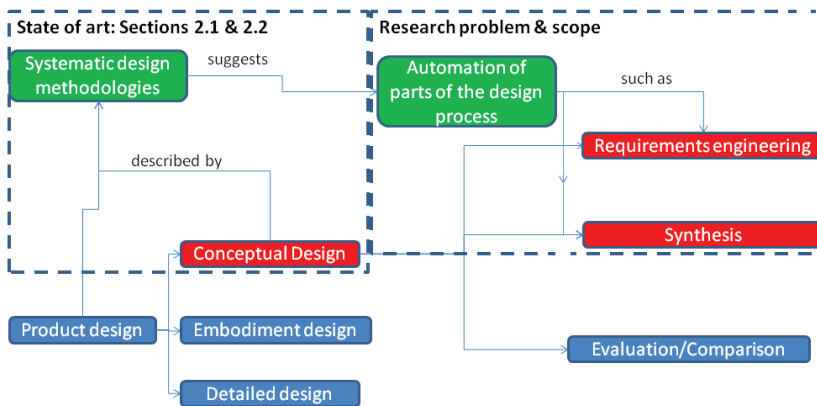 State of art: Sections 2.1 & 2.2
Research problem & scope
Systematic design
methodologies
suggests
Automation of
parts of the design
process
such as
Requirements engineering
described by
Synthesis
Conceptual Design
Product design
Embodiment design
Evaluation/Comparison
Detailed design